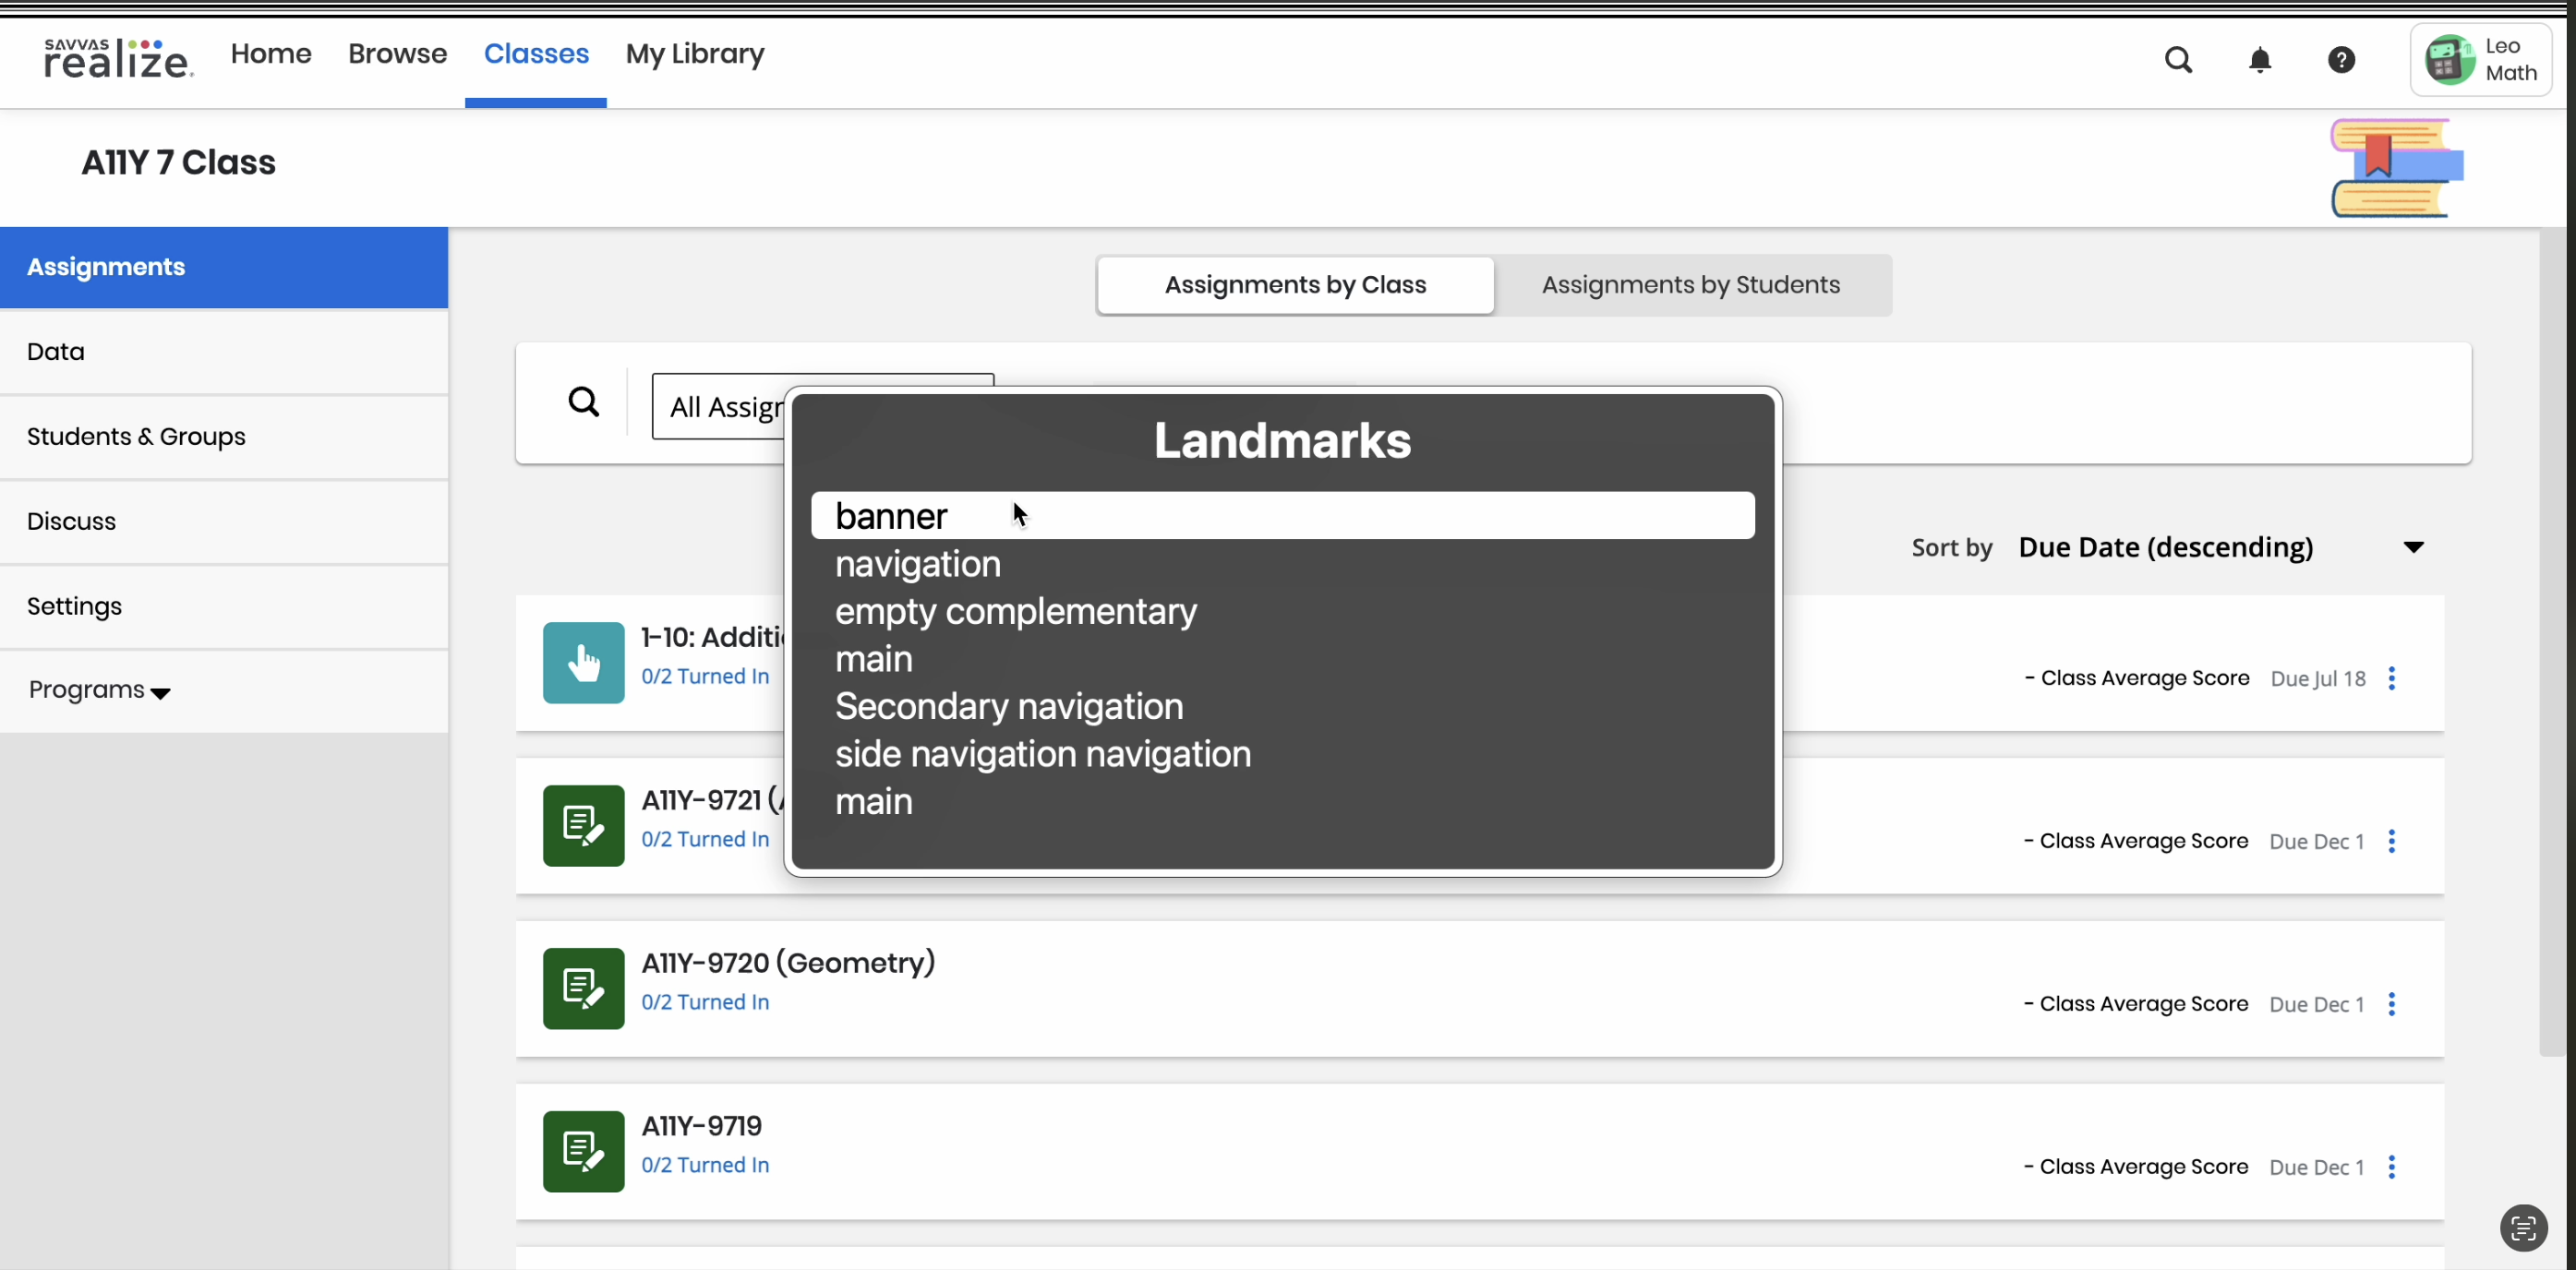 SAVVAS
realize.
Home Browse Classes My Library
Leo
Math
A11Y 7 Class
Assignments
Data
Students & Groups
Discuss
Settings
Programs
Assignments by Class Assignments by Students
All Assign
Landmarks
banner
navigation
empty complementary
main
Secondary navigation
side navigation navigation
main
Sort by Due Date (descending)
1-10: Additi
0/2 Turned In
- Class Average Score Due Jul 18
A11Y-9721 (
0/2 Turned In
- Class Average Score Due Dec 1
A11Y-9720 (Geometry)
0/2 Turned In
- Class Average Score Due Dec 1
A11Y-9719
0/2 Turned In
- Class Average Score Due Dec 1